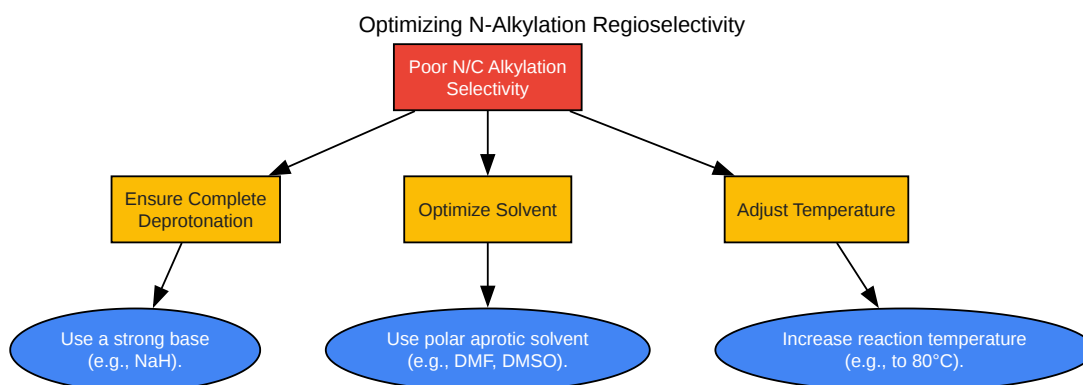 Optimizing N-Alkylation Regioselectivity
Poor N/C Alkylation
Selectivity
Ensure Complete
Deprotonation
Optimize Solvent
Adjust Temperature
Use a strong base
(e.g., NaH).
Use polar aprotic solvent
(e.g., DMF, DMSO).
Increase reaction temperature
(e.g., to 80°C).